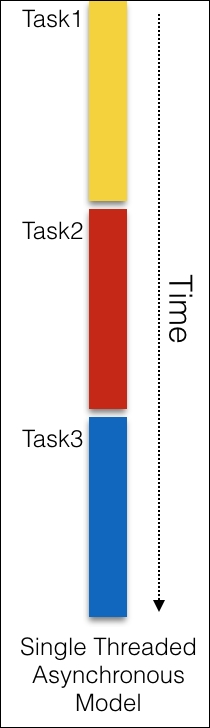 Task1
Task2
Time
Task3
Single Threaded
Asynchronous
Model